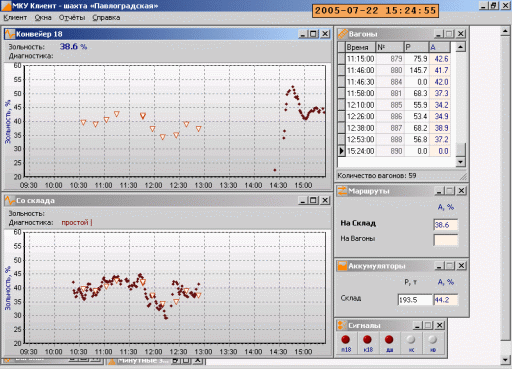 МКУ Клиент - шахта «Павлоградская»
2005-07-22 15:24:55
Клиент Окна Отчёты Справка
Конвейер 18
Зольность: 38.6 %
Диагностика:
Зольность, %
60
55
50
45
40
35
30
25
20
09:30 10:00 10:30 11:00 11:30 12:00 12:30 13:00 13:30 14:00 14:30 15:00
Со склада
Зольность:
Диагностика: простой |
Зольность, %
60
55
50
45
40
35
30
25
20
09:30 10:00 10:30 11:00 11:30 12:00 12:30 13:00 13:30 14:00 14:30 15:00
Вагоны
Время № P A
11:15:00 879 75.9 42.6
11:46:00 880 145.7 41.7
11:46:30 884 0.0 42.0
11:58:00 881 68.3 37.3
12:10:00 885 55.9 34.2
12:26:00 886 53.4 34.9
12:38:00 887 68.2 38.9
12:53:00 888 56.8 37.2
15:24:00 890 0.0 0.0
Количество вагонов: 59
Маршруты
A, %
На Склад 38.6
На Вагоны
Аккумуляторы
P, т A, %
Склад 193.5 44.2
Сигналы
п18 к18 дш нс